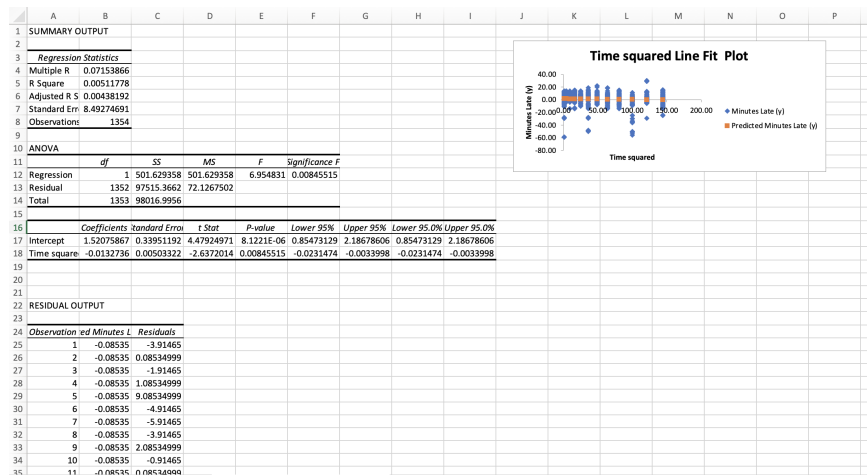 A B C D E F G H I J K L M N O P
1 SUMMARY OUTPUT
2
3 Regression Statistics
4 Multiple R 0.07153866
5 R Square 0.00511778
6 Adjusted R S 0.00438192
7 Standard Err 8.49274691
8 Observations 1354
9
10 ANOVA
11 df SS MS F Significance F
12 Regression 1 501.629358 501.629358 6.954831 0.00845515
13 Residual 1352 97515.3662 72.1267502
14 Total 1353 98016.9956
15
16 Coefficients Standard Error t Stat P-value Lower 95% Upper 95% Lower 95.0% Upper 95.0%
17 Intercept 1.52075867 0.33951192 4.47924971 8.1221E-06 0.85473129 2.18678606 0.85473129 2.18678606
18 Time square -0.0132736 0.00503322 -2.6372014 0.00845515 -0.0231474 -0.0033998 -0.0231474 -0.0033998
19
20
21
22 RESIDUAL OUTPUT
23
24 Observation ed Minutes L Residuals
25 1 -0.08535 -3.91465
26 2 -0.08535 0.08534999
27 3 -0.08535 -1.91465
28 4 -0.08535 1.08534999
29 5 -0.08535 9.08534999
30 6 -0.08535 -4.91465
31 7 -0.08535 -5.91465
32 8 -0.08535 -3.91465
33 9 -0.08535 2.08534999
34 10 -0.08535 -0.91465
35 11 -0.08535 0.08534999
Time squared Line Fit Plot
Minutes Late (y)
40.00
20.00
0.00
-20.00
-40.00
-60.00
-80.00
0.00 50.00 100.00 150.00 200.00
Time squared
Minutes Late (y)
Predicted Minutes Late (y)